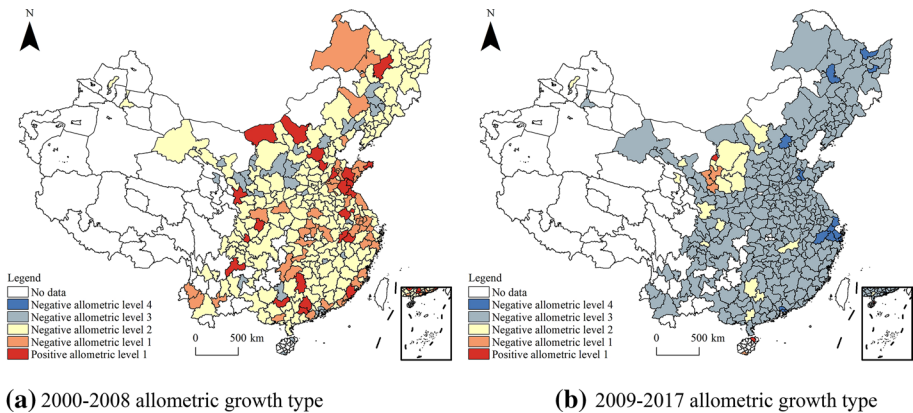 N
Legend
No data
Negative allometric level 4
Negative allometric level 3
Negative allometric level 2
Negative allometric level 1
Positive allometric level 1
0 500 km
(a) 2000-2008 allometric growth type
N
Legend
No data
Negative allometric level 4
Negative allometric level 3
Negative allometric level 2
Negative allometric level 1
Positive allometric level 1
0 500 km
(b) 2009-2017 allometric growth type